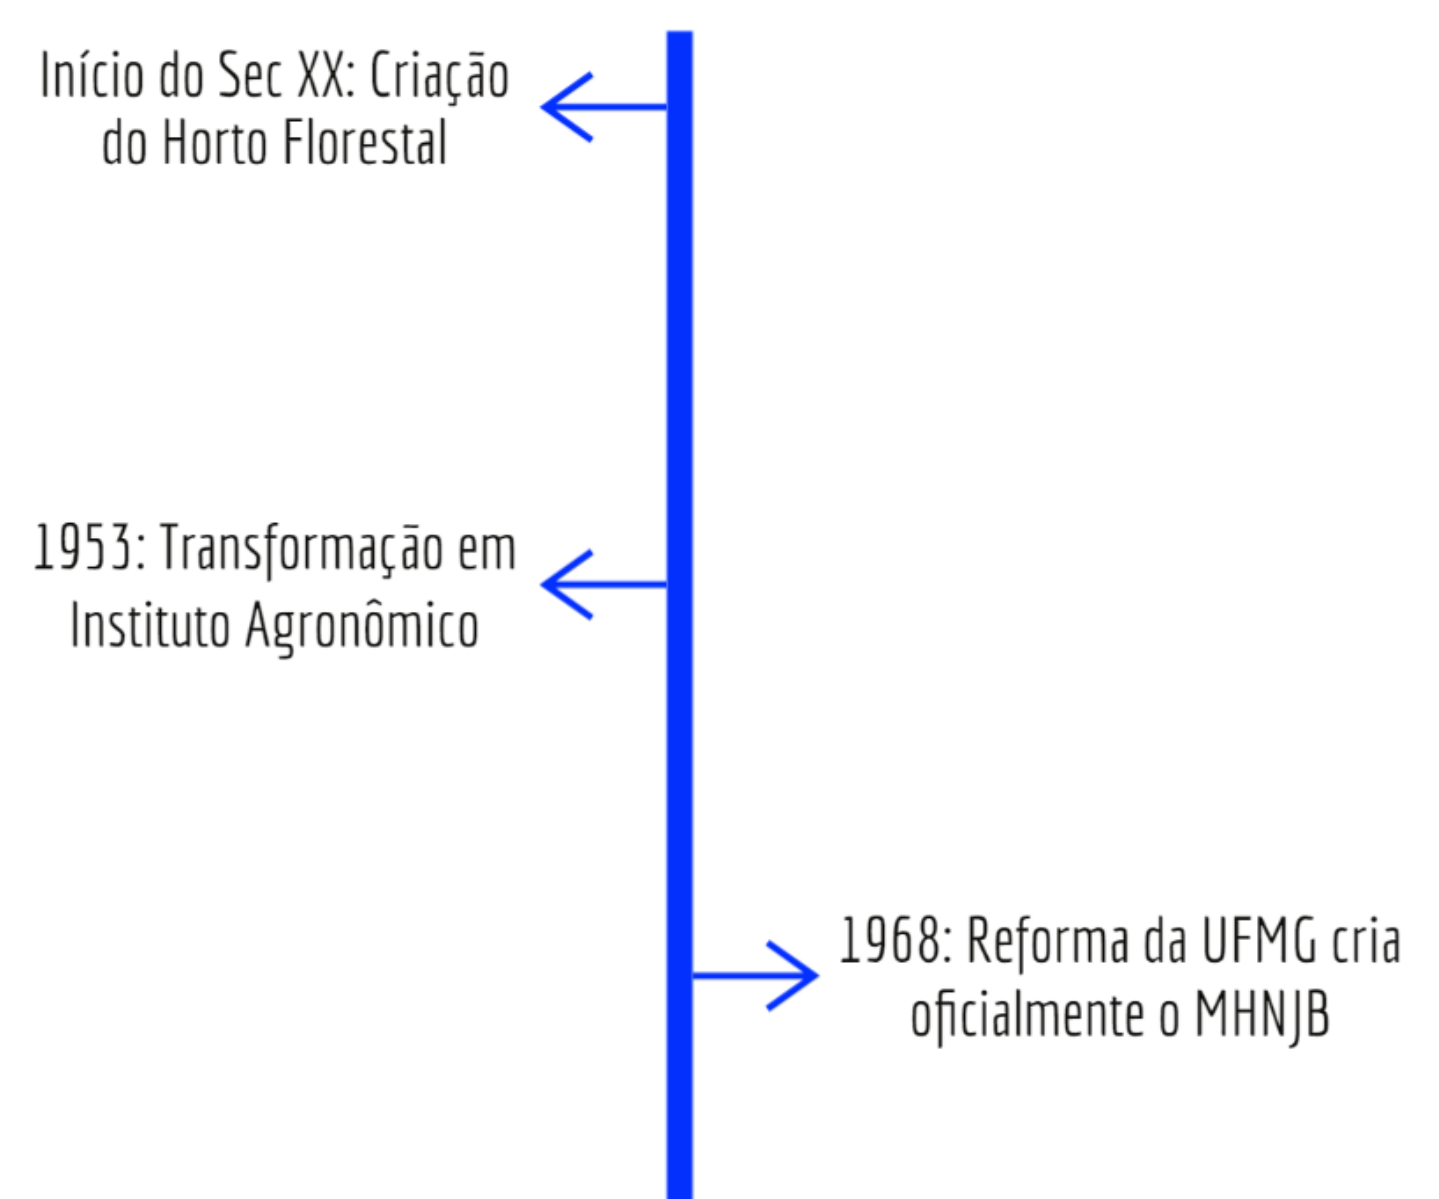 Início do Sec XX: Criação
do Horto Florestal
1953: Transformação em
Instituto Agronômico
1968: Reforma da UFMG cria
oficialmente o MHNJB